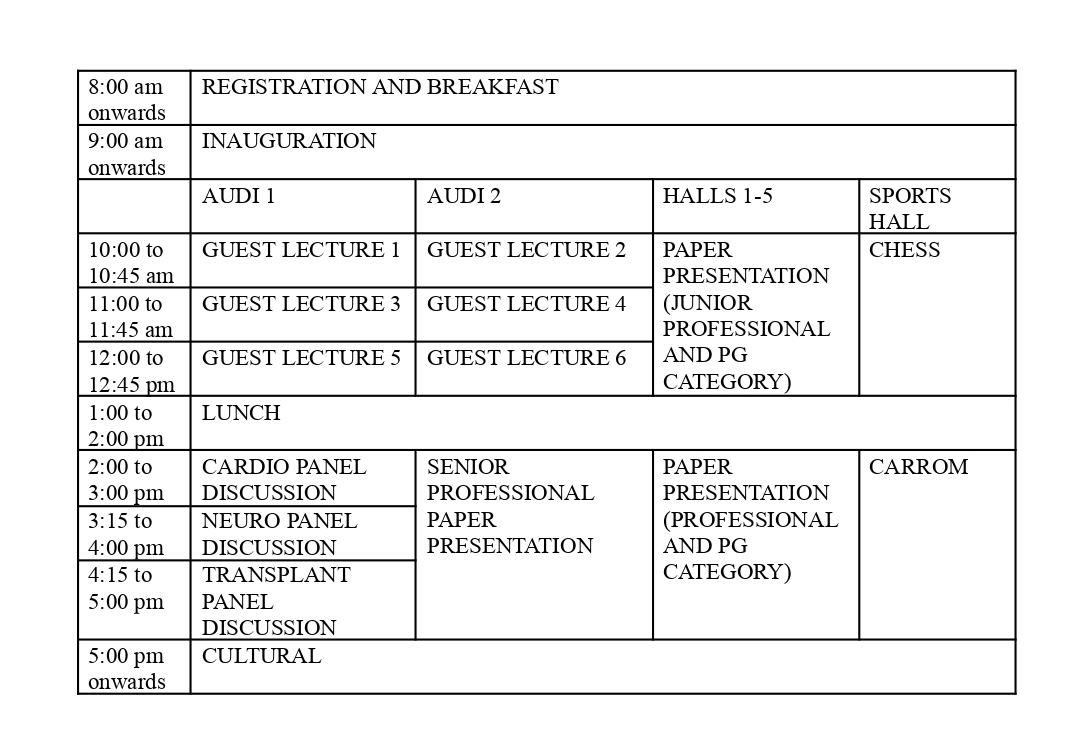 8:00 am
onwards
REGISTRATION AND BREAKFAST
9:00 am
onwards
INAUGURATION
AUDI 1
AUDI 2
HALLS 1-5
SPORTS
HALL
10:00 to
10:45 am
GUEST LECTURE 1
GUEST LECTURE 2
PAPER
PRESENTATION
(JUNIOR
PROFESSIONAL
AND PG
CATEGORY)
CHESS
11:00 to
11:45 am
GUEST LECTURE 3
GUEST LECTURE 4
12:00 to
12:45 pm
GUEST LECTURE 5
GUEST LECTURE 6
1:00 to
2:00 pm
LUNCH
2:00 to
3:00 pm
CARDIO PANEL
DISCUSSION
SENIOR
PROFESSIONAL
PAPER
PRESENTATION
PAPER
PRESENTATION
(PROFESSIONAL
AND PG
CATEGORY)
CARROM
3:15 to
4:00 pm
NEURO PANEL
DISCUSSION
4:15 to
5:00 pm
TRANSPLANT
PANEL
DISCUSSION
5:00 pm
onwards
CULTURAL